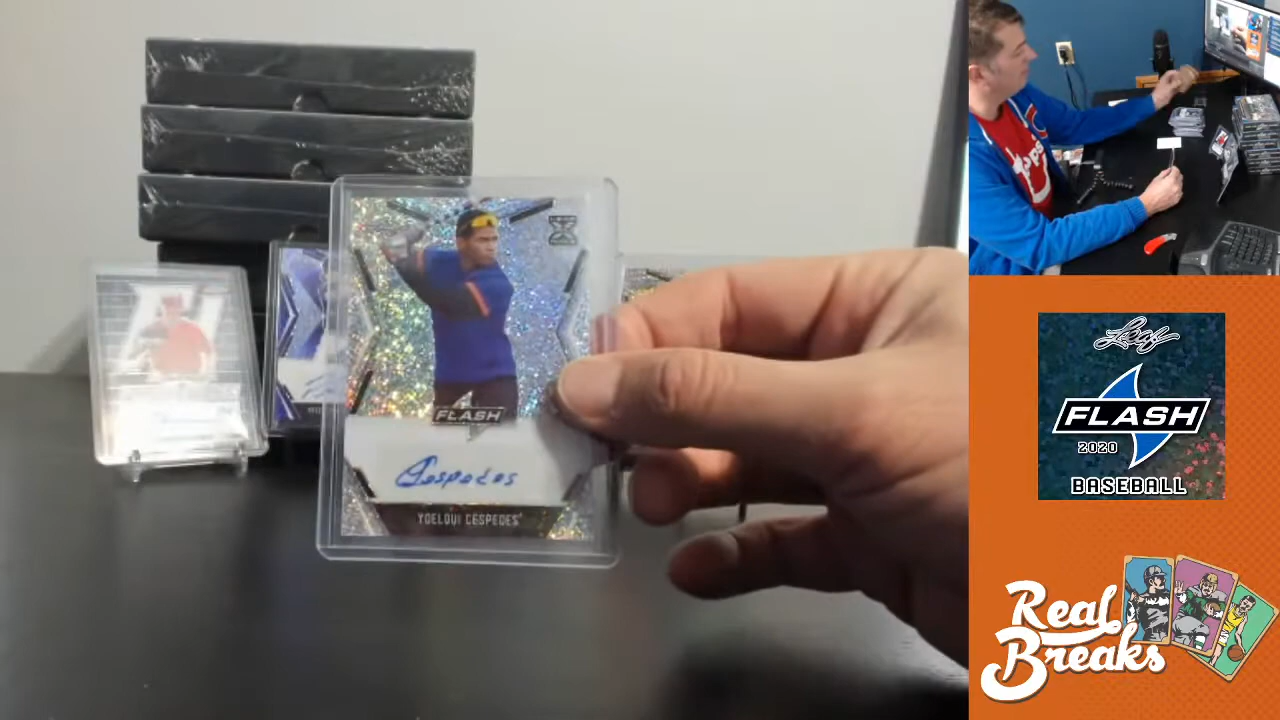 FLASH
Cespedes
YOELQUI CESPEDES
Leaf
FLASH
2020
BASEBALL
Real
Breaks